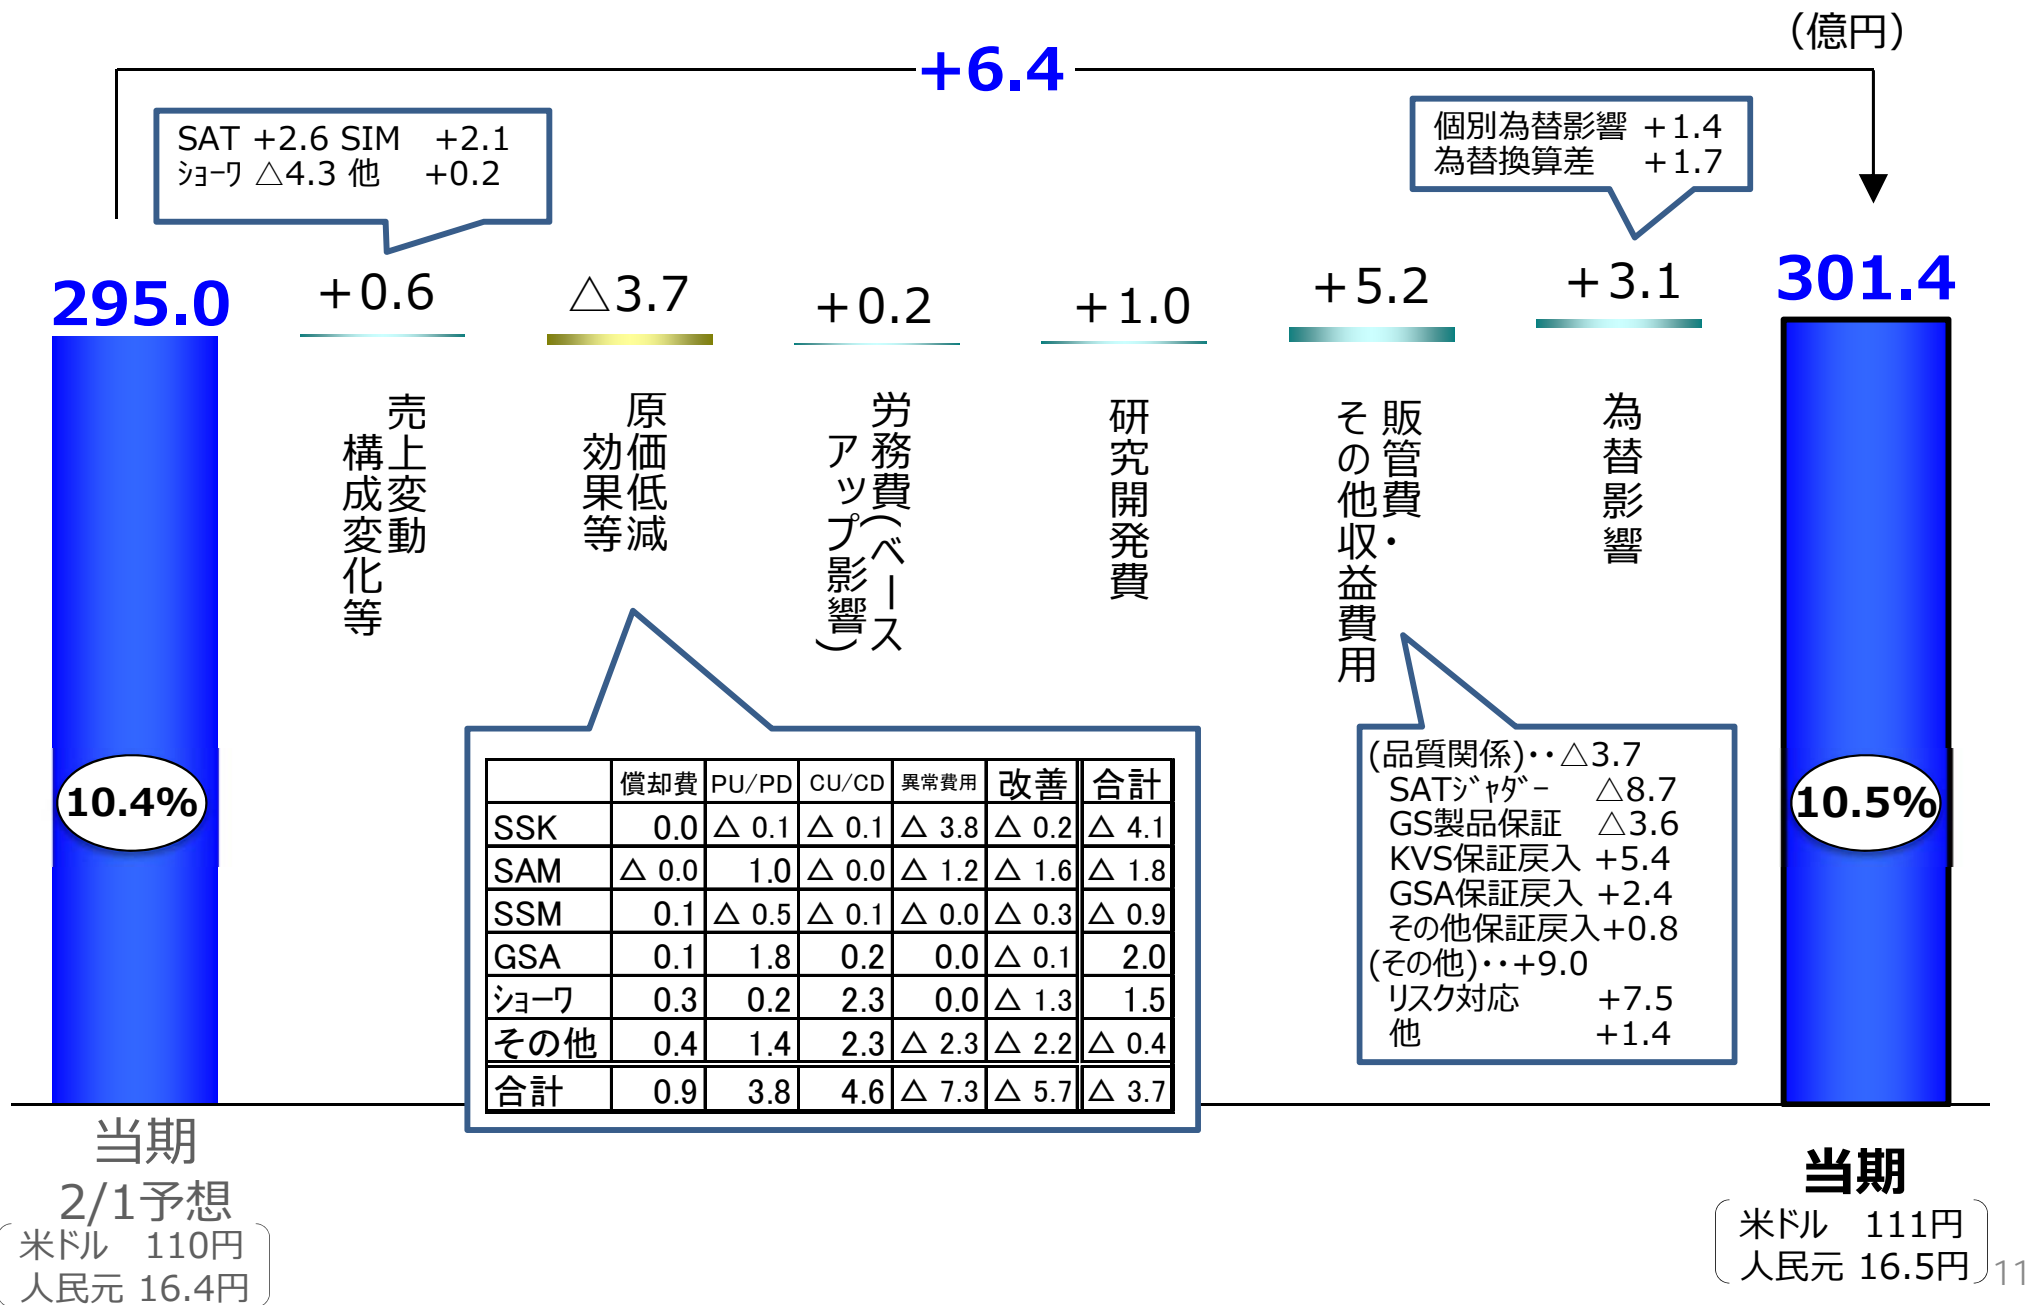 （億円）
+6.4
SAT +2.6 SIM +2.1
ｼｮｰﾜ △4.3 他 +0.2
個別為替影響 ＋1.4
為替換算差 ＋1.7
295.0
＋0.6
△3.7
＋0.2
＋1.0
＋5.2
＋3.1
301.4
売上変動
構成変化等
原価低減
効果等
労務費(ベース
アップ影響)
研究開発費
販管費・
その他収益費用
為替影響
10.4%
10.5%
償却費 PU/PD CU/CD 異常費用 改善 合計
SSK 0.0 △ 0.1 △ 0.1 △ 3.8 △ 0.2 △ 4.1
SAM △ 0.0 1.0 △ 0.0 △ 1.2 △ 1.6 △ 1.8
SSM 0.1 △ 0.5 △ 0.1 △ 0.0 △ 0.3 △ 0.9
GSA 0.1 1.8 0.2 0.0 △ 0.1 2.0
ｼｮｰﾜ 0.3 0.2 2.3 0.0 △ 1.3 1.5
その他 0.4 1.4 2.3 △ 2.3 △ 2.2 △ 0.4
合計 0.9 3.8 4.6 △ 7.3 △ 5.7 △ 3.7
(品質関係)・・△3.7
SATｼﾞｬﾀﾞｰ △8.7
GS製品保証 △3.6
KVS保証戻入 +5.4
GSA保証戻入 +2.4
その他保証戻入+0.8
(その他)・・+9.0
リスク対応 +7.5
他 +1.4
当期
2/1予想
米ドル 110円
人民元 16.4円
当期
米ドル 111円
人民元 16.5円
11